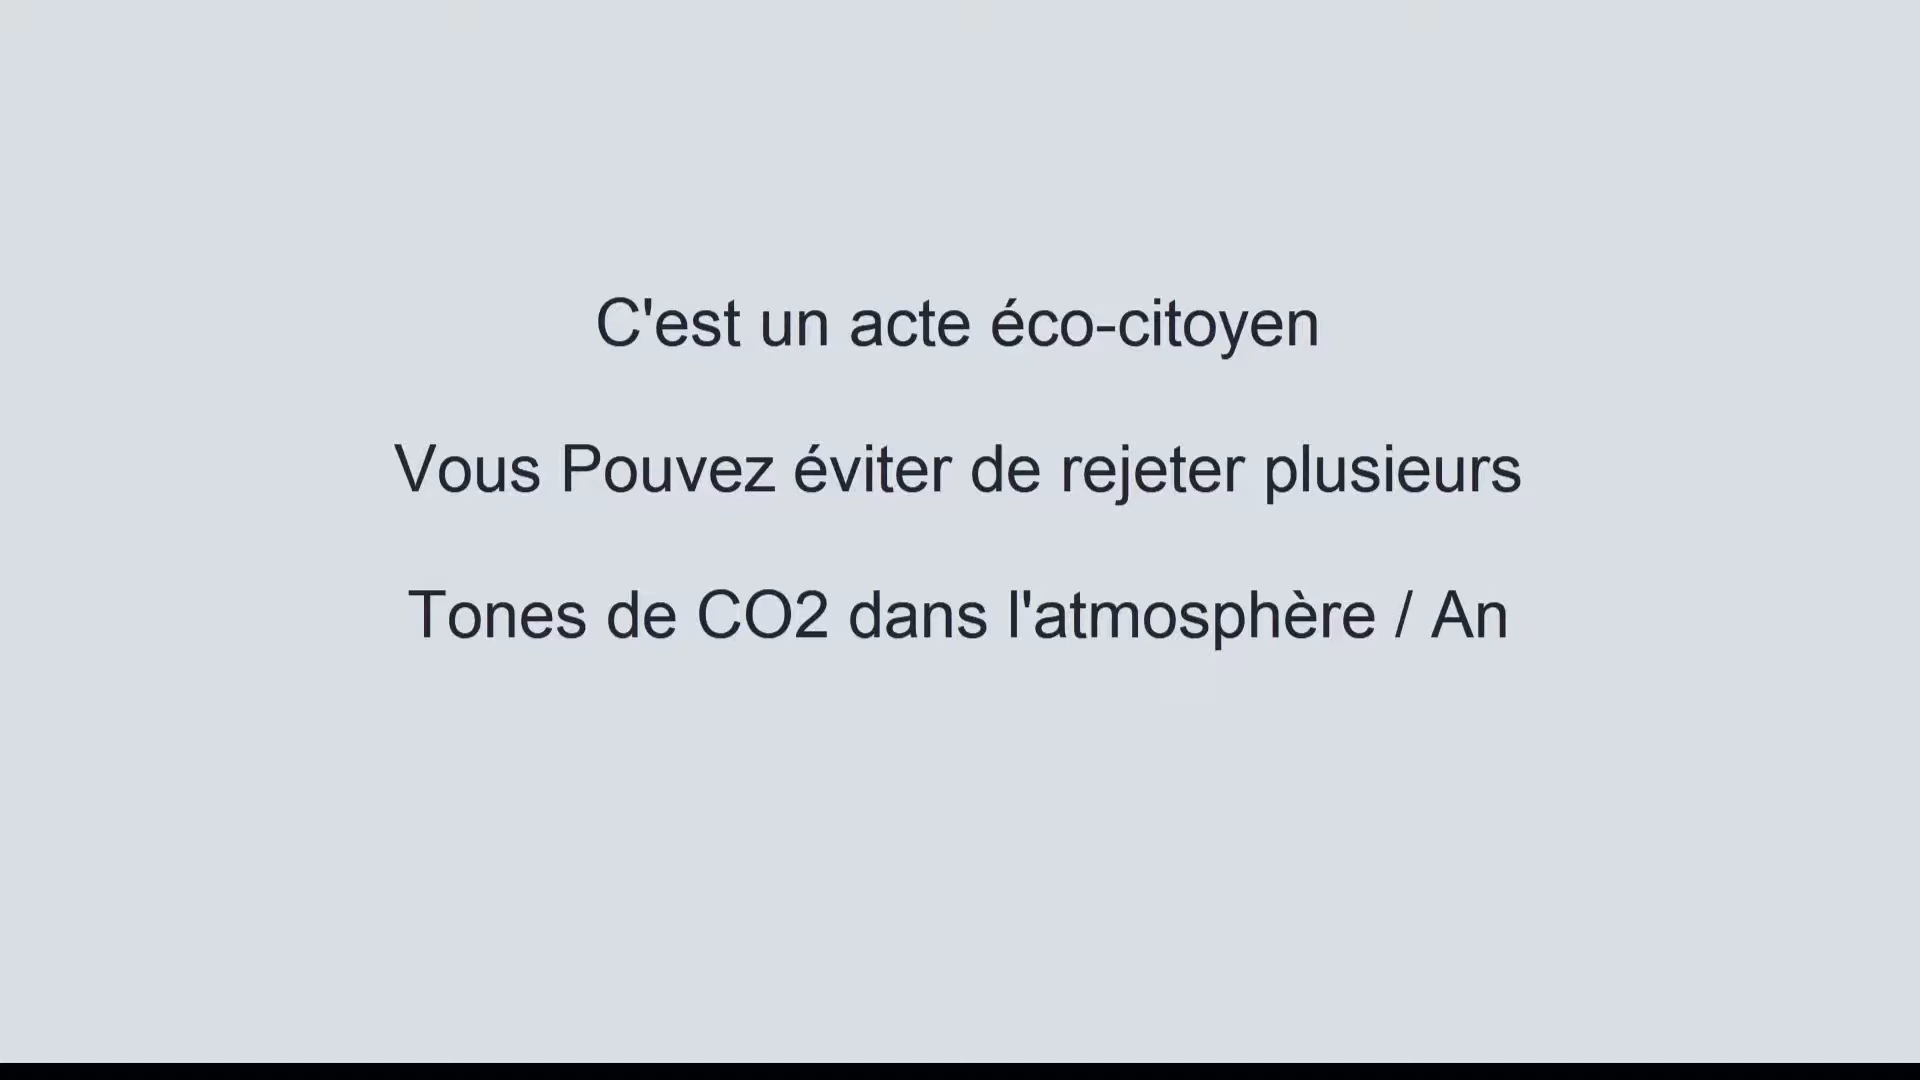 C'est un acte éco-citoyen
Vous Pouvez éviter de rejeter plusieurs
Tones de CO2 dans l'atmosphère / An